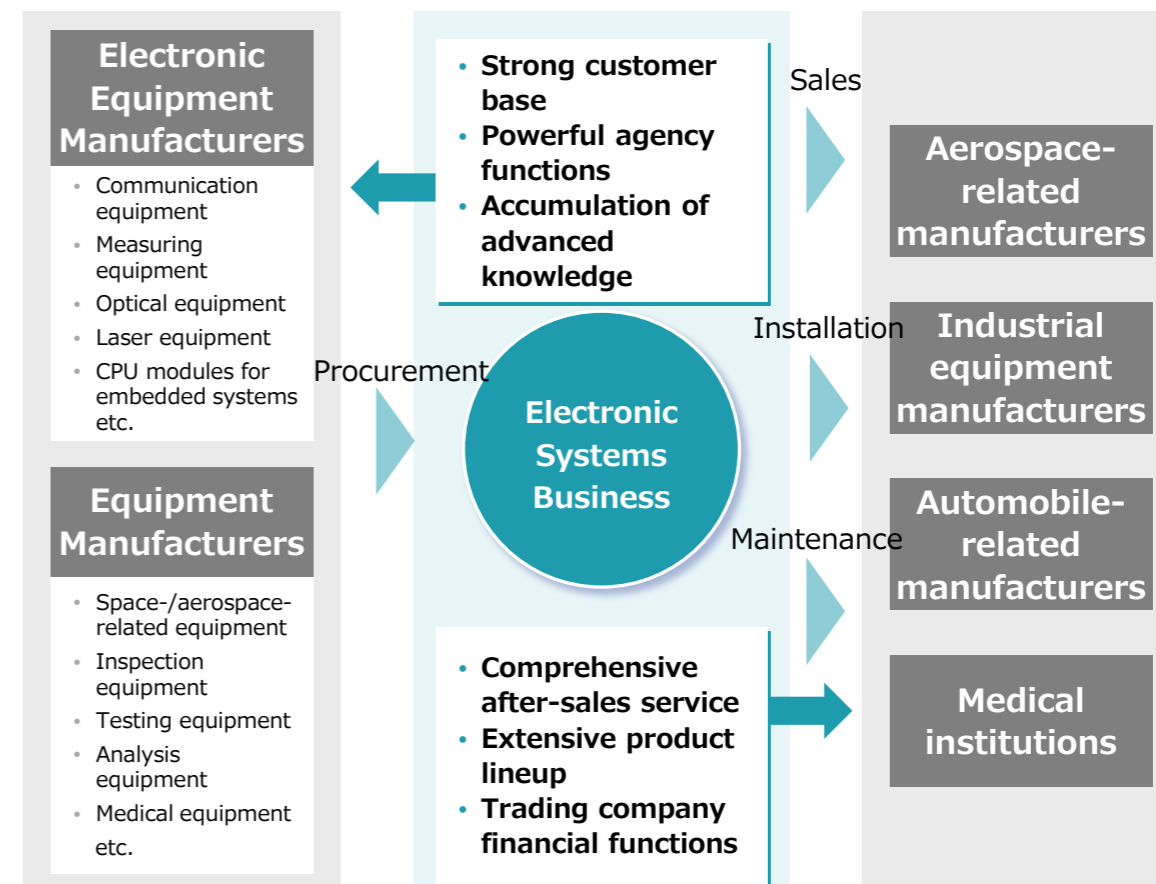 Electronic
Equipment
Manufacturers
• Communication
equipment
• Measuring
equipment
• Optical equipment
• Laser equipment
• CPU modules for
embedded systems
etc.
Equipment
Manufacturers
• Space-/aerospace-
related equipment
• Inspection
equipment
• Testing equipment
• Analysis
equipment
• Medical equipment
etc.
Procurement
• Strong customer
base
• Powerful agency
functions
• Accumulation of
advanced
knowledge
Electronic
Systems
Business
• Comprehensive
after-sales service
• Extensive product
lineup
• Trading company
financial functions
Sales
Installation
Maintenance
Aerospace-
related
manufacturers
Industrial
equipment
manufacturers
Automobile-
related
manufacturers
Medical
institutions